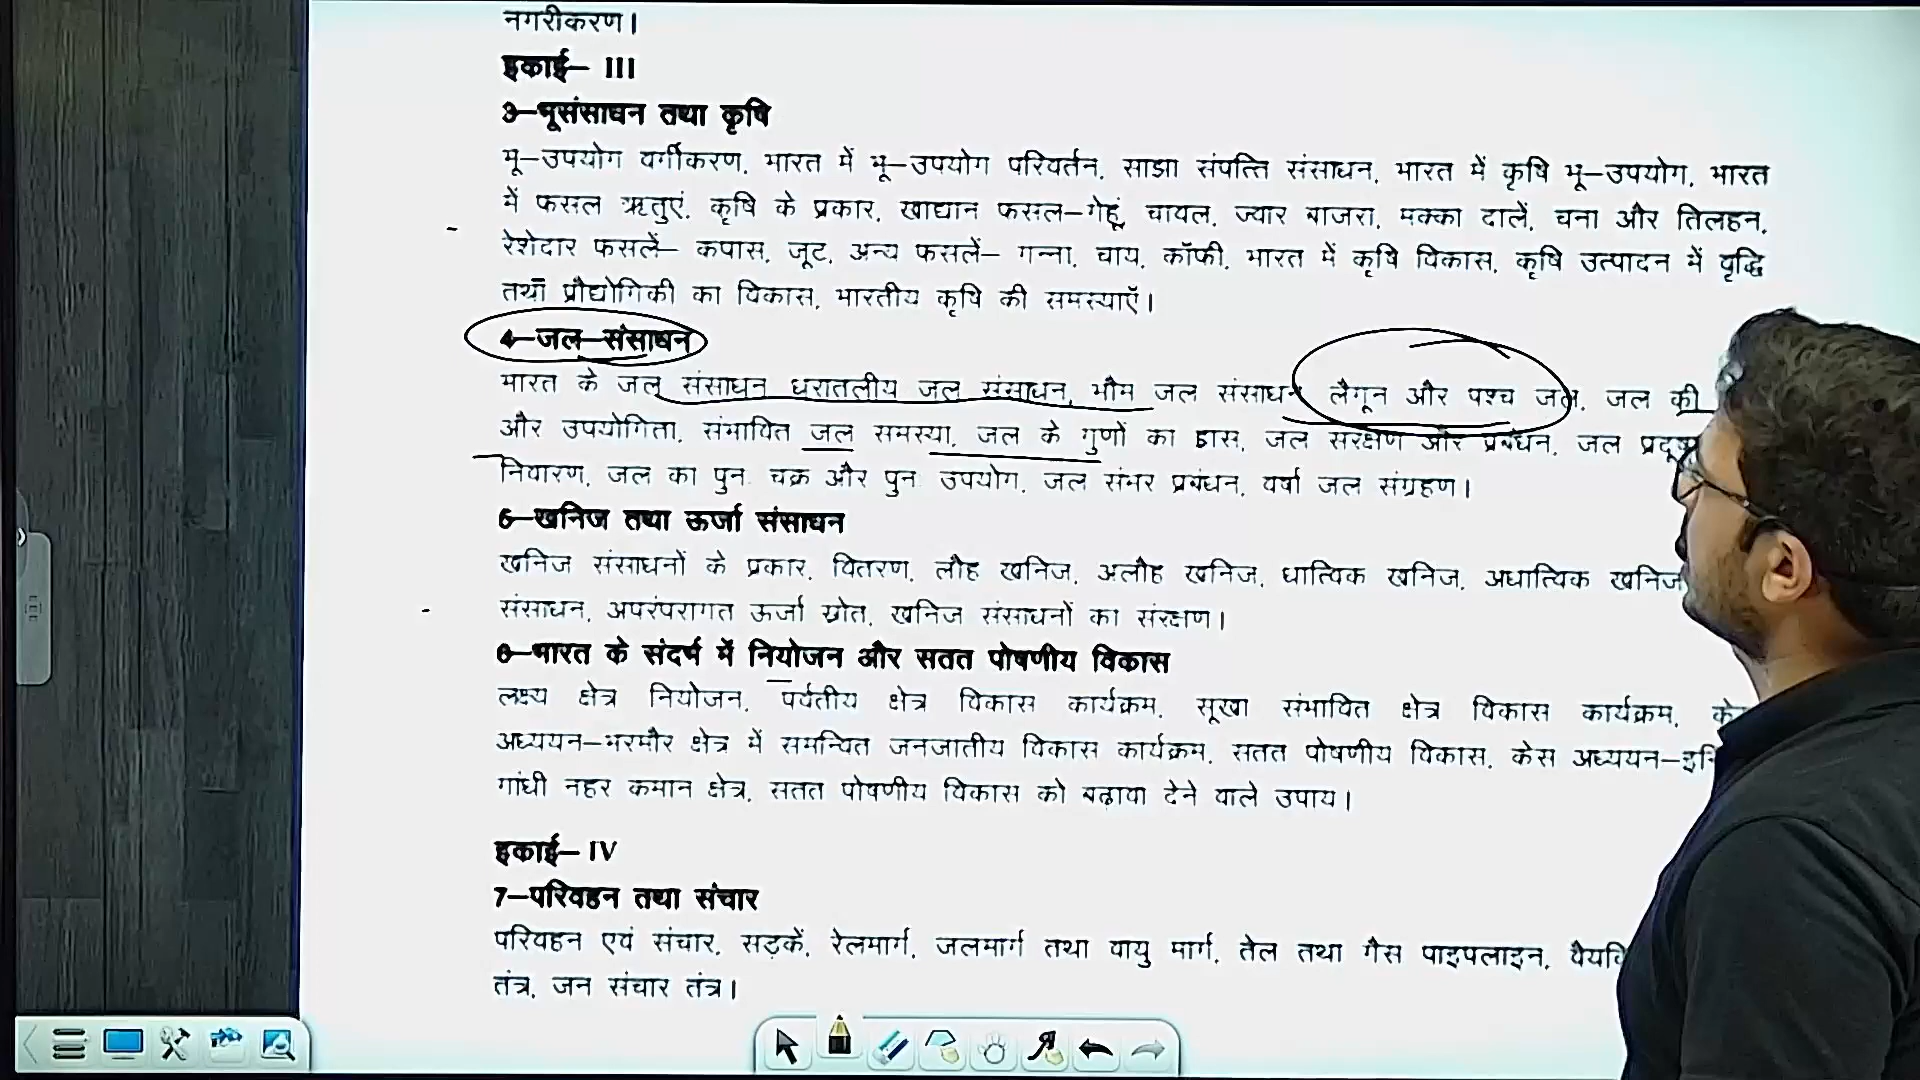 नगरीकरण।
इकाई– III
3–भूसंसाधन तथा कृषि
भू–उपयोग वर्गीकरण, भारत में भू–उपयोग परिवर्तन, साझा संपत्ति संसाधन, भारत में कृषि भू–उपयोग, भारत
में फसल ऋतुएं, कृषि के प्रकार, खाद्यान फसल–गेहूं, चावल, ज्वार बाजरा, मक्का दालें, चना और तिलहन,
रेशेदार फसलें– कपास, जूट, अन्य फसलें– गन्ना, चाय, कॉफी, भारत में कृषि विकास, कृषि उत्पादन में वृद्धि
तथा प्रौद्योगिकी का विकास, भारतीय कृषि की समस्याएँ।
4–जल–संसाधन
भारत के जल संसाधन धरातलीय जल संसाधन, भौम जल संसाधन लैगून और पश्च जल, जल की
और उपयोगिता, संभावित जल समस्या, जल के गुणों का ह्रास, जल संरक्षण और प्रबंधन, जल
निवारण, जल का पुन चक्र और पुन उपयोग, जल संभर प्रबंधन, वर्षा जल संग्रहण।
5–खनिज तथा ऊर्जा संसाधन
खनिज संसाधनों के प्रकार, वितरण, लौह खनिज, अलौह खनिज, धात्विक खनिज, अधात्विक खनिज
संसाधन, अपरंपरागत ऊर्जा स्रोत, खनिज संसाधनों का संरक्षण।
6–भारत के संदर्भ में नियोजन और सतत पोषणीय विकास
लक्ष्य क्षेत्र नियोजन, पर्वतीय क्षेत्र विकास कार्यक्रम, सूखा संभावित क्षेत्र विकास कार्यक्रम,
अध्ययन–भरमौर क्षेत्र में समन्वित जनजातीय विकास कार्यक्रम, सतत पोषणीय विकास, केस अध्ययन–
गांधी नहर कमान क्षेत्र, सतत पोषणीय विकास को बढ़ावा देने वाले उपाय।
इकाई– IV
7–परिवहन तथा संचार
परिवहन एवं संचार, सड़कें, रेलमार्ग, जलमार्ग तथा वायु मार्ग, तेल तथा गैस पाइपलाइन,
तंत्र, जन संचार तंत्र।